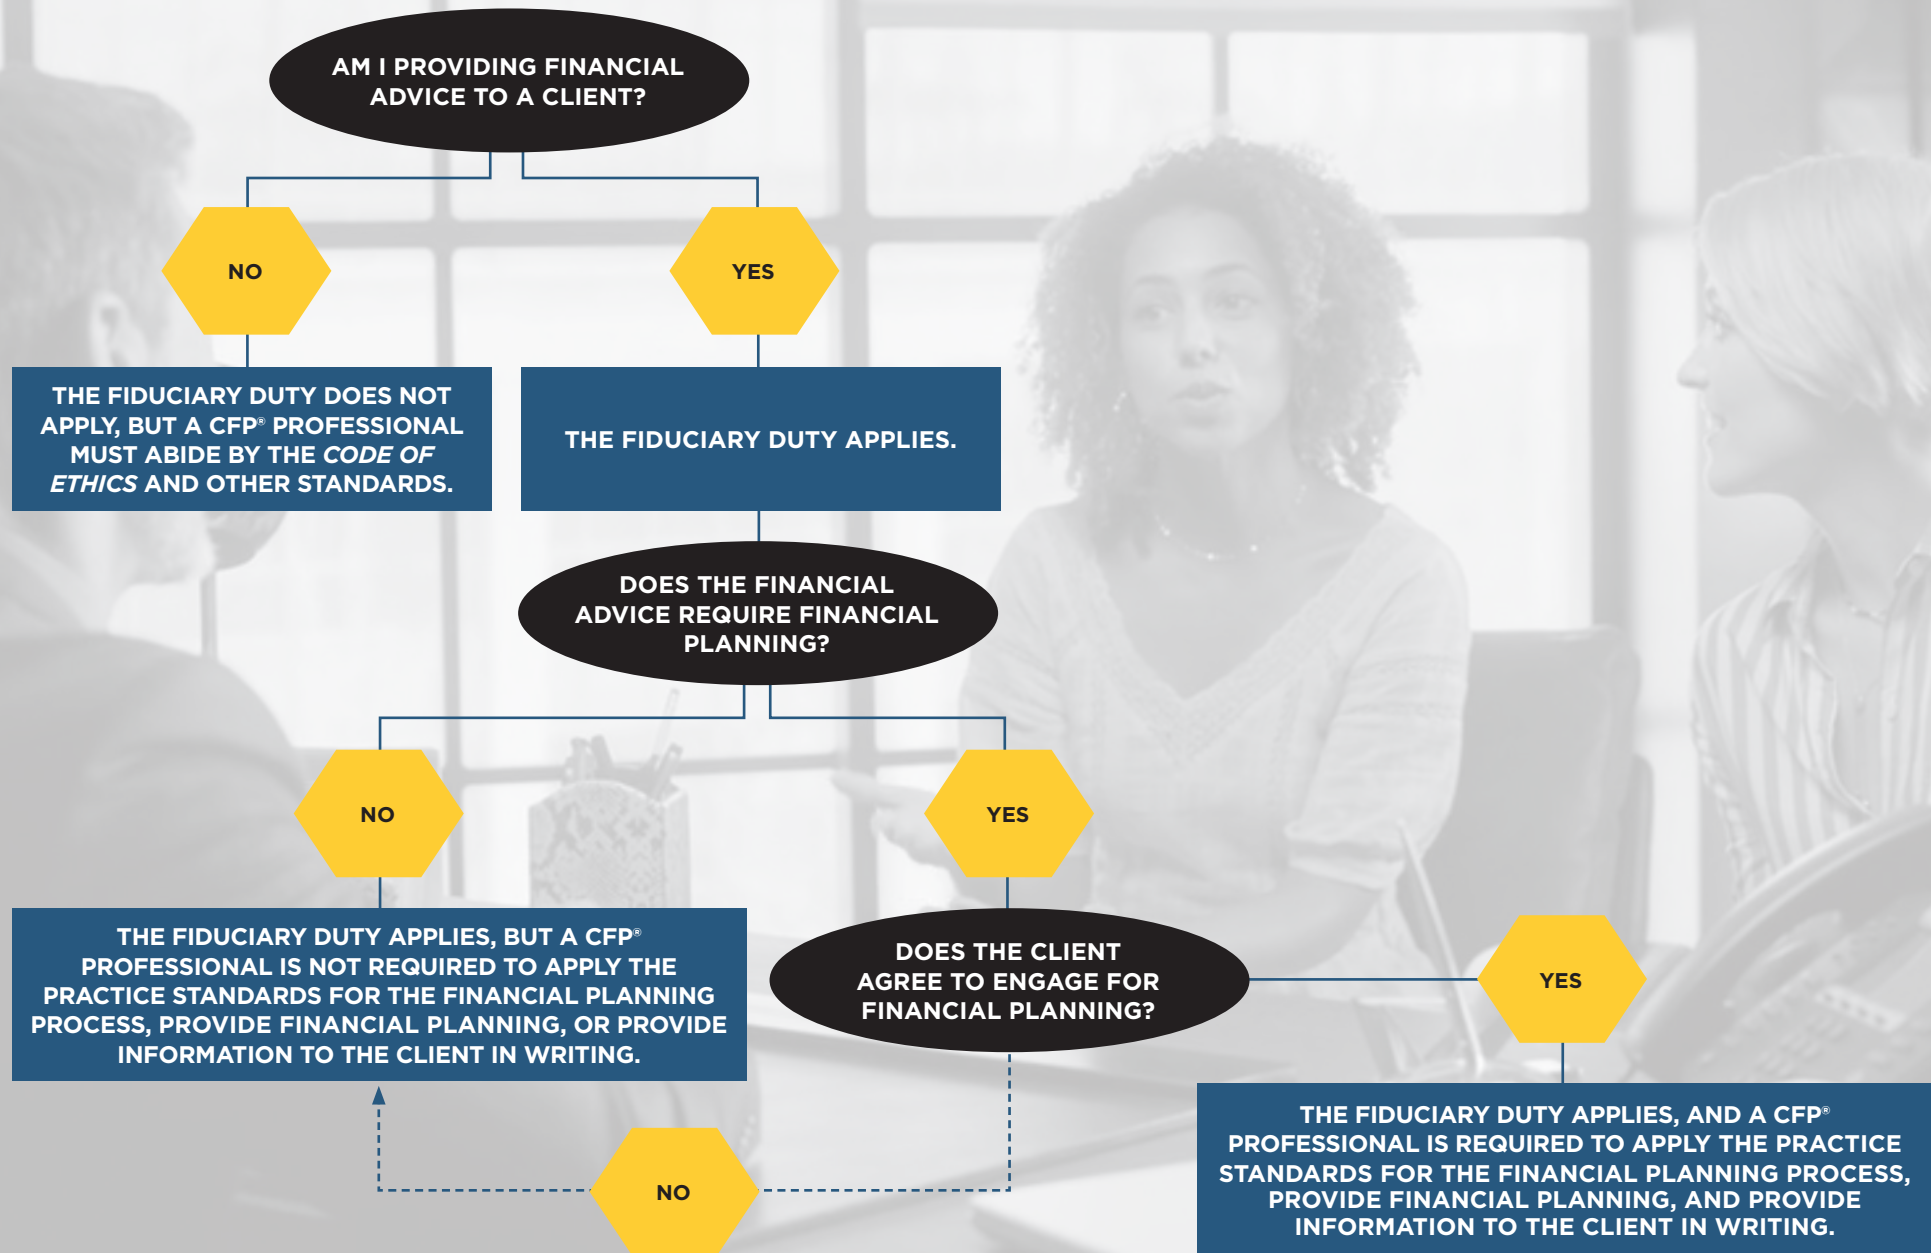 AM I PROVIDING FINANCIAL
ADVICE TO A CLIENT?
NO
YES
THE FIDUCIARY DUTY DOES NOT
APPLY, BUT A CFP® PROFESSIONAL
MUST ABIDE BY THE CODE OF
ETHICS AND OTHER STANDARDS.
THE FIDUCIARY DUTY APPLIES.
DOES THE FINANCIAL
ADVICE REQUIRE FINANCIAL
PLANNING?
NO
YES
THE FIDUCIARY DUTY APPLIES, BUT A CFP®
PROFESSIONAL IS NOT REQUIRED TO APPLY THE
PRACTICE STANDARDS FOR THE FINANCIAL PLANNING
PROCESS, PROVIDE FINANCIAL PLANNING, OR PROVIDE
INFORMATION TO THE CLIENT IN WRITING.
DOES THE CLIENT
AGREE TO ENGAGE FOR
FINANCIAL PLANNING?
YES
NO
THE FIDUCIARY DUTY APPLIES, AND A CFP®
PROFESSIONAL IS REQUIRED TO APPLY THE PRACTICE
STANDARDS FOR THE FINANCIAL PLANNING PROCESS,
PROVIDE FINANCIAL PLANNING, AND PROVIDE
INFORMATION TO THE CLIENT IN WRITING.